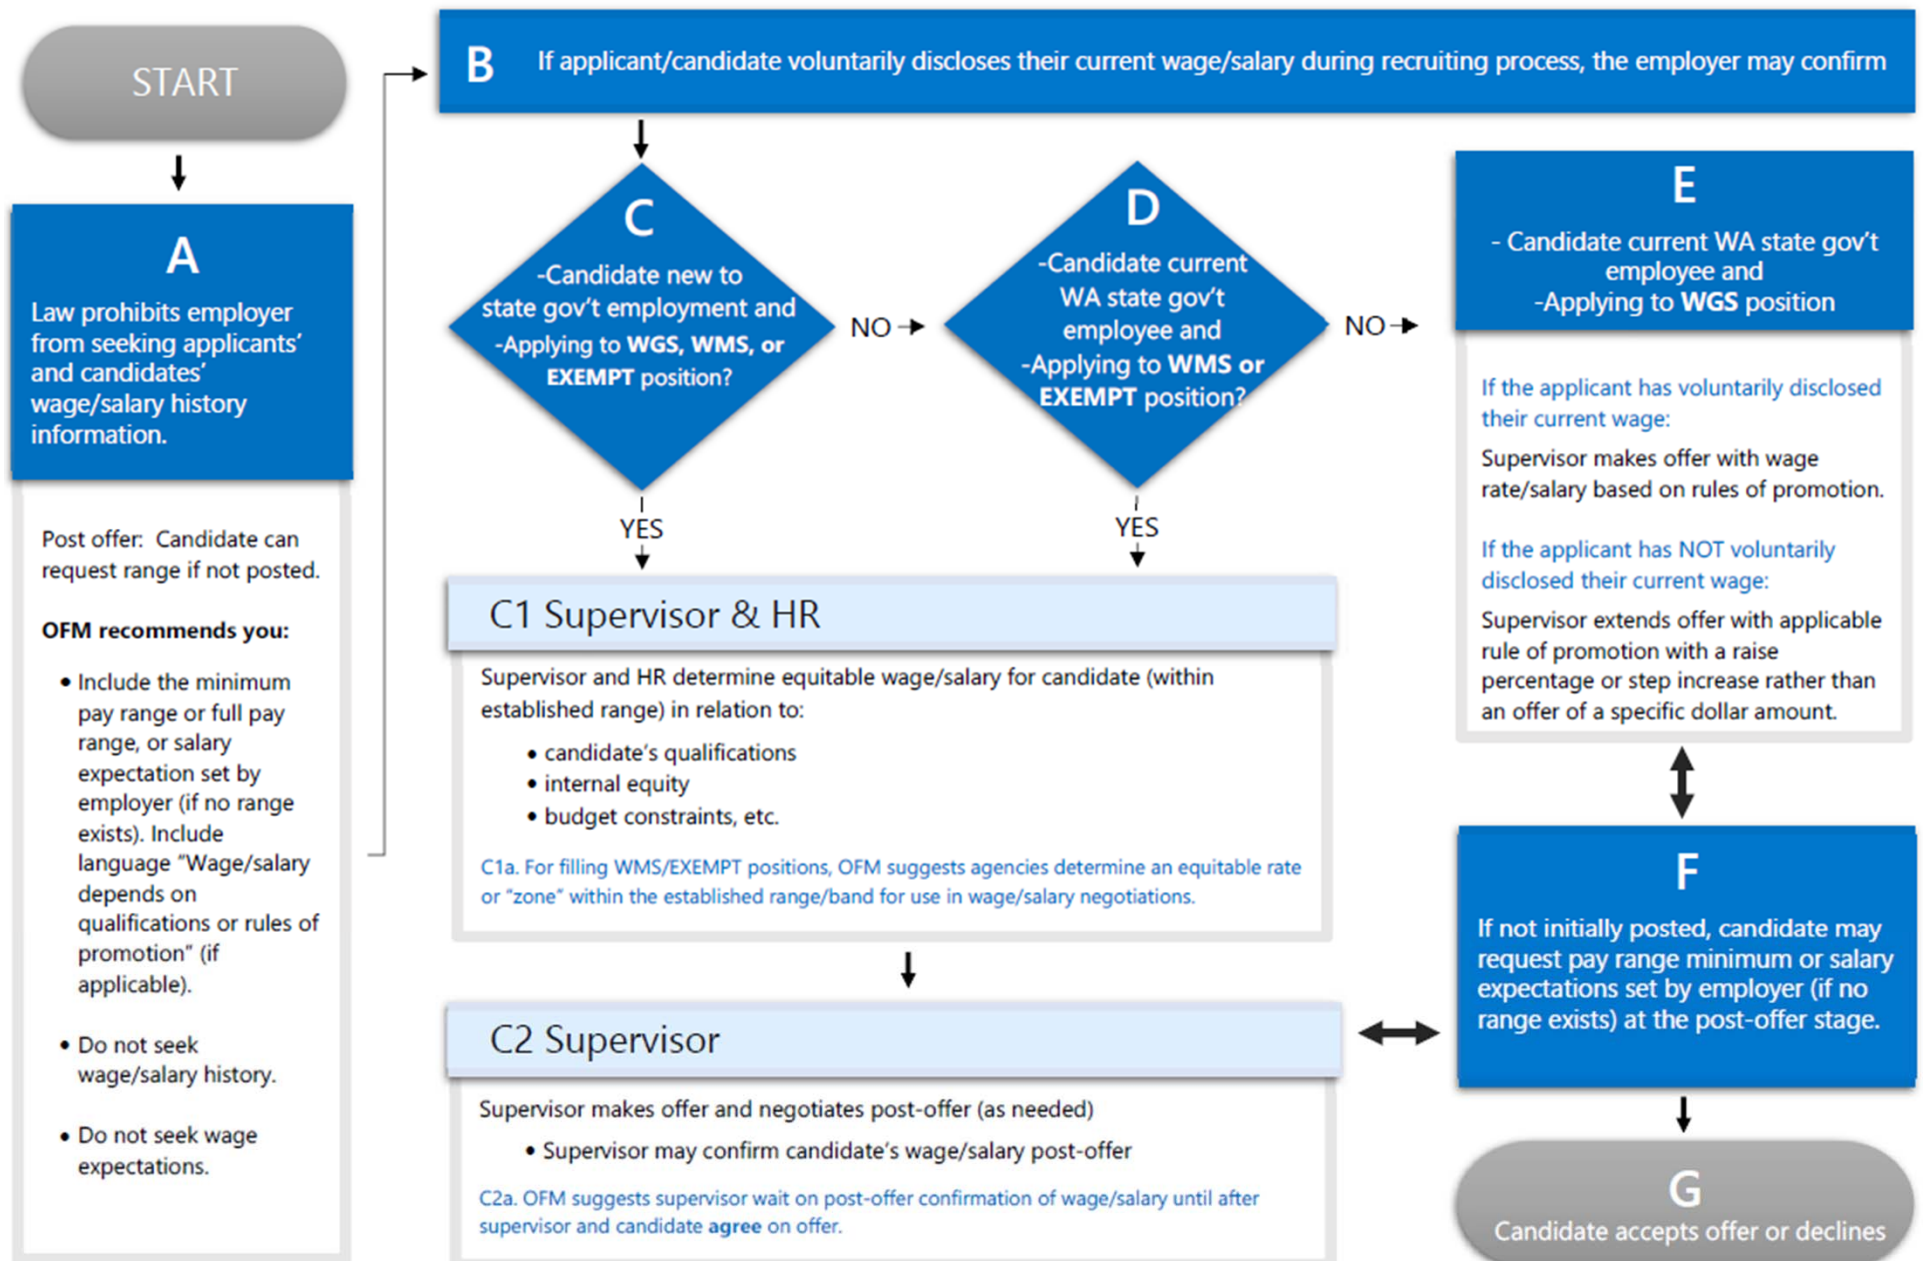 START
A
Law prohibits employer
from seeking applicants’
and candidates’
wage/salary history
information.
Post offer:  Candidate can
request range if not posted.
OFM recommends you:
• Include the minimum
pay range or full pay
range, or salary
expectation set by
employer (if no range
exists). Include
language “Wage/salary
depends on
qualifications or rules of
promotion” (if
applicable).
• Do not seek
wage/salary history.
• Do not seek wage
expectations.
B If applicant/candidate voluntarily discloses their current wage/salary during recruiting process, the employer may confirm
C
-Candidate new to
state gov’t employment and
-Applying to WGS, WMS, or
EXEMPT position?
NO
YES
D
-Candidate current
WA state gov’t
employee and
-Applying to WMS or
EXEMPT position?
NO
YES
E
- Candidate current WA state gov’t
employee and
-Applying to WGS position
If the applicant has voluntarily disclosed
their current wage:
Supervisor makes offer with wage
rate/salary based on rules of promotion.
If the applicant has NOT voluntarily
disclosed their current wage:
Supervisor extends offer with applicable
rule of promotion with a raise
percentage or step increase rather than
an offer of a specific dollar amount.
C1 Supervisor & HR
Supervisor and HR determine equitable wage/salary for candidate (within
established range) in relation to:
• candidate’s qualifications
• internal equity
• budget constraints, etc.
C1a. For filling WMS/EXEMPT positions, OFM suggests agencies determine an equitable rate
or “zone” within the established range/band for use in wage/salary negotiations.
C2 Supervisor
Supervisor makes offer and negotiates post-offer (as needed)
• Supervisor may confirm candidate’s wage/salary post-offer
C2a. OFM suggests supervisor wait on post-offer confirmation of wage/salary until after
supervisor and candidate agree on offer.
F
If not initially posted, candidate may
request pay range minimum or salary
expectations set by employer (if no
range exists) at the post-offer stage.
G
Candidate accepts offer or declines